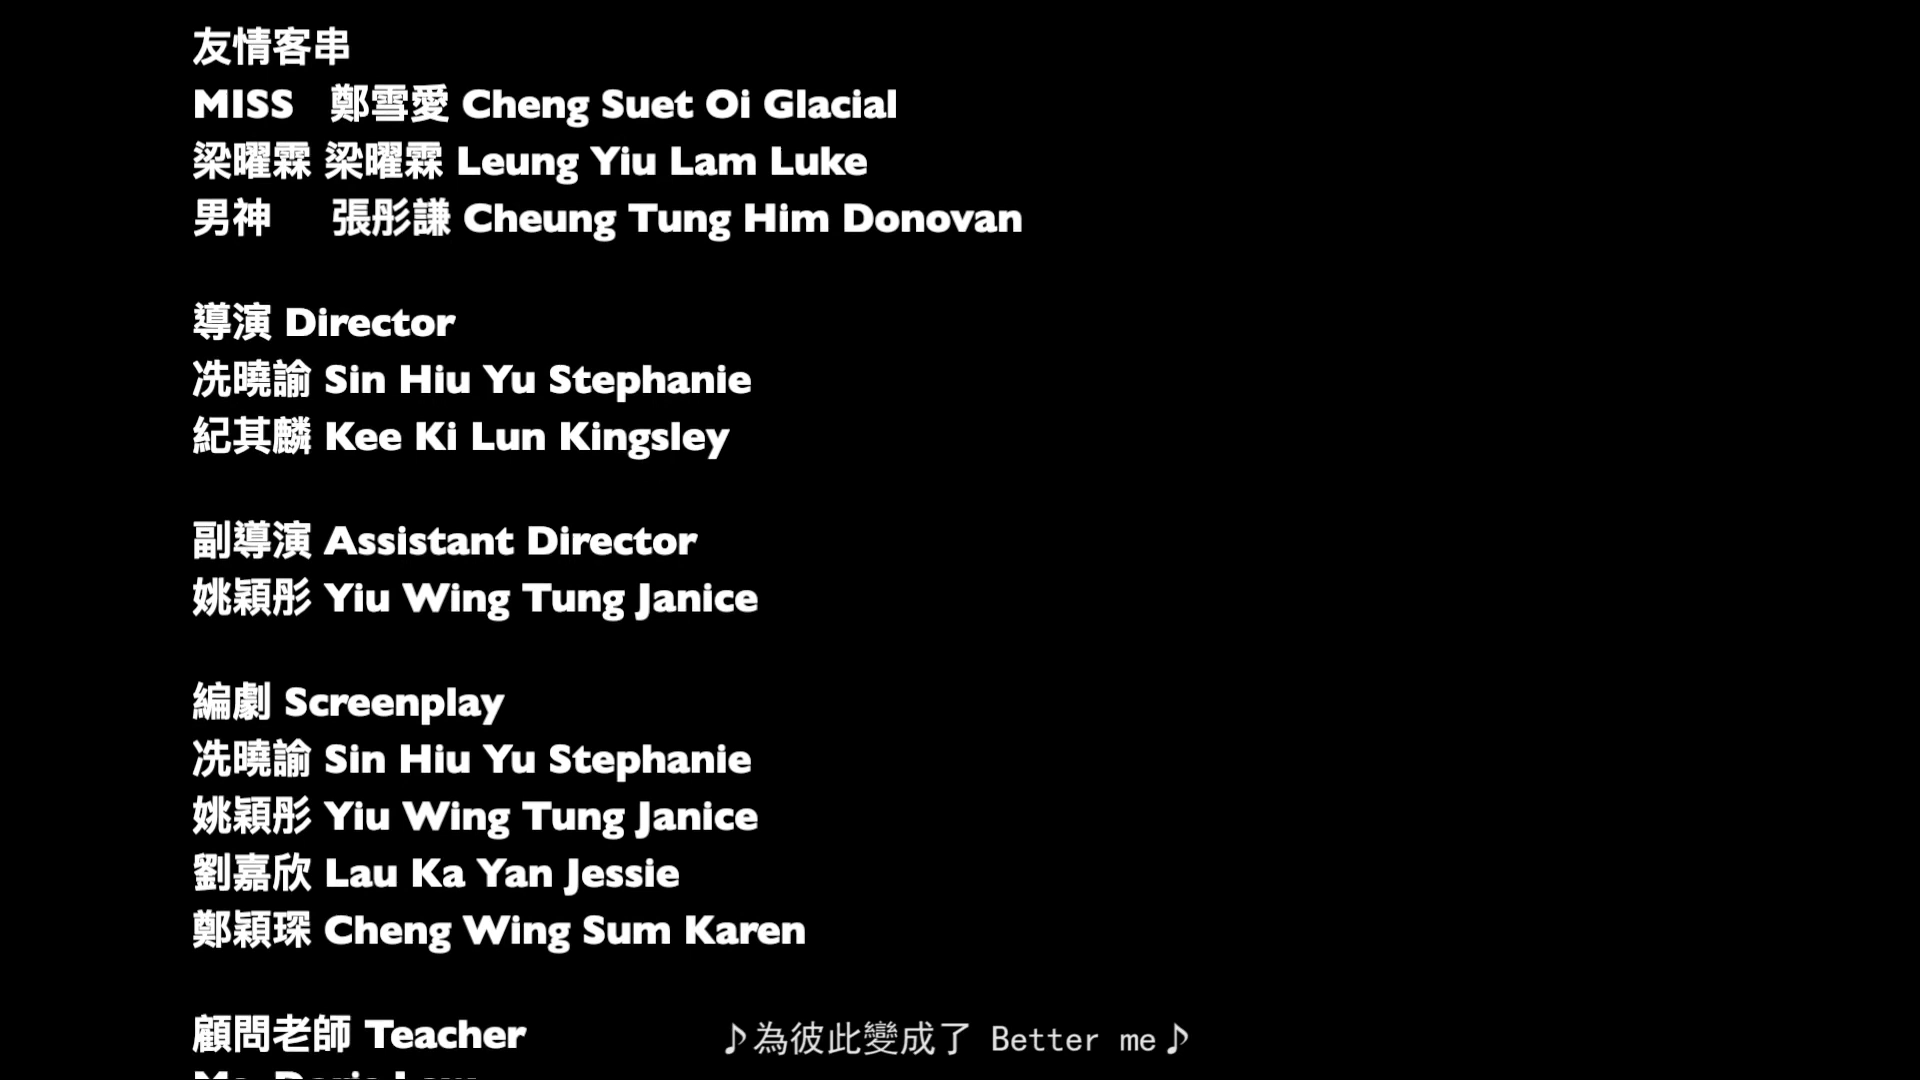 友情客串
MISS 鄭雪愛 Cheng Suet Oi Glacial
梁曜霖 梁曜霖 Leung Yiu Lam Luke
男神 張彤謙 Cheung Tung Him Donovan
導演 Director
冼曉諭 Sin Hiu Yu Stephanie
紀其麟 Kee Ki Lun Kingsley
副導演 Assistant Director
姚穎彤 Yiu Wing Tung Janice
編劇 Screenplay
冼曉諭 Sin Hiu Yu Stephanie
姚穎彤 Yiu Wing Tung Janice
劉嘉欣 Lau Ka Yan Jessie
鄭穎琛 Cheng Wing Sum Karen
顧問老師 Teacher
♪為彼此變成了 Better me♪